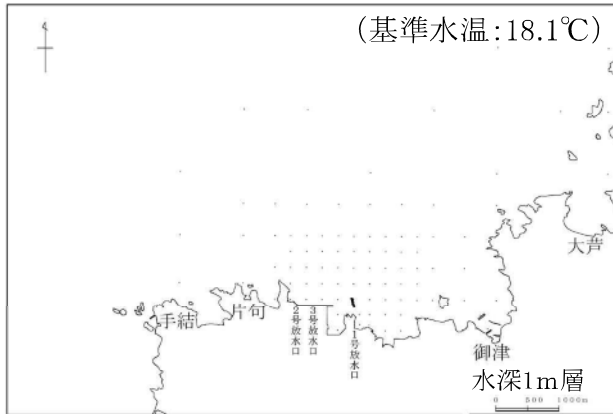 (基準水温:18.1℃)
大芦
片句
手結
2号放水口
3号放水口
1号放水口
御津
水深1m層
0 500 1000m